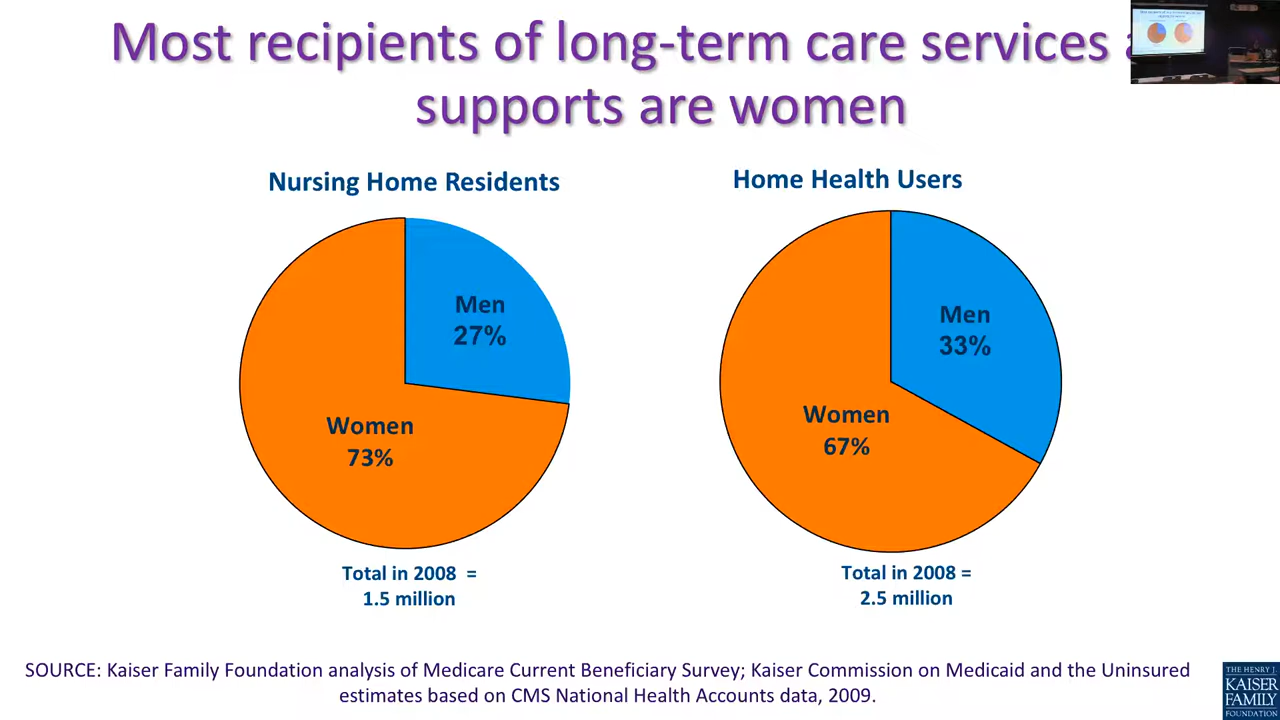 Most recipients of long-term care services
supports are women
Nursing Home Residents
Home Health Users
Men
27%
Women
73%
Men
33%
Women
67%
Total in 2008 =
1.5 million
Total in 2008 =
2.5 million
SOURCE: Kaiser Family Foundation analysis of Medicare Current Beneficiary Survey; Kaiser Commission on Medicaid and the Uninsured
estimates based on CMS National Health Accounts data, 2009.
THE HENRY J.
KAISER
FAMILY
FOUNDATION